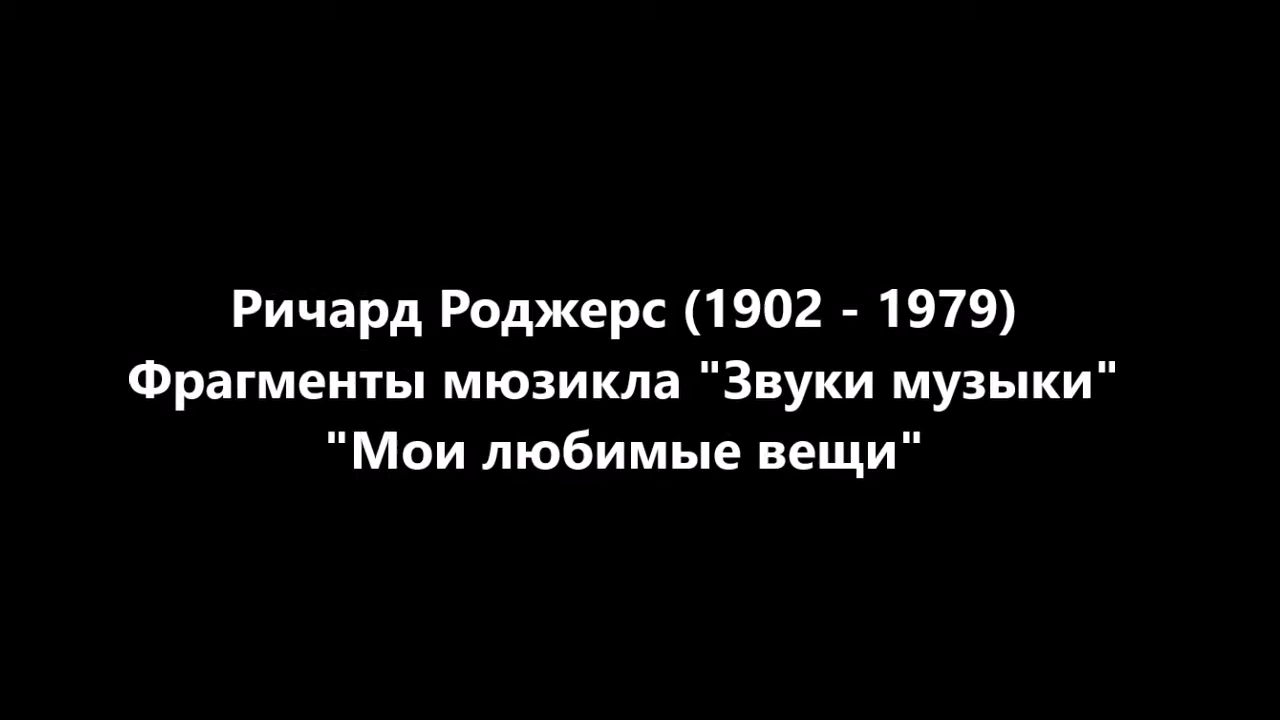 Ричард Роджерс (1902 - 1979)
Фрагменты мюзикла "Звуки музыки"
"Мои любимые вещи"